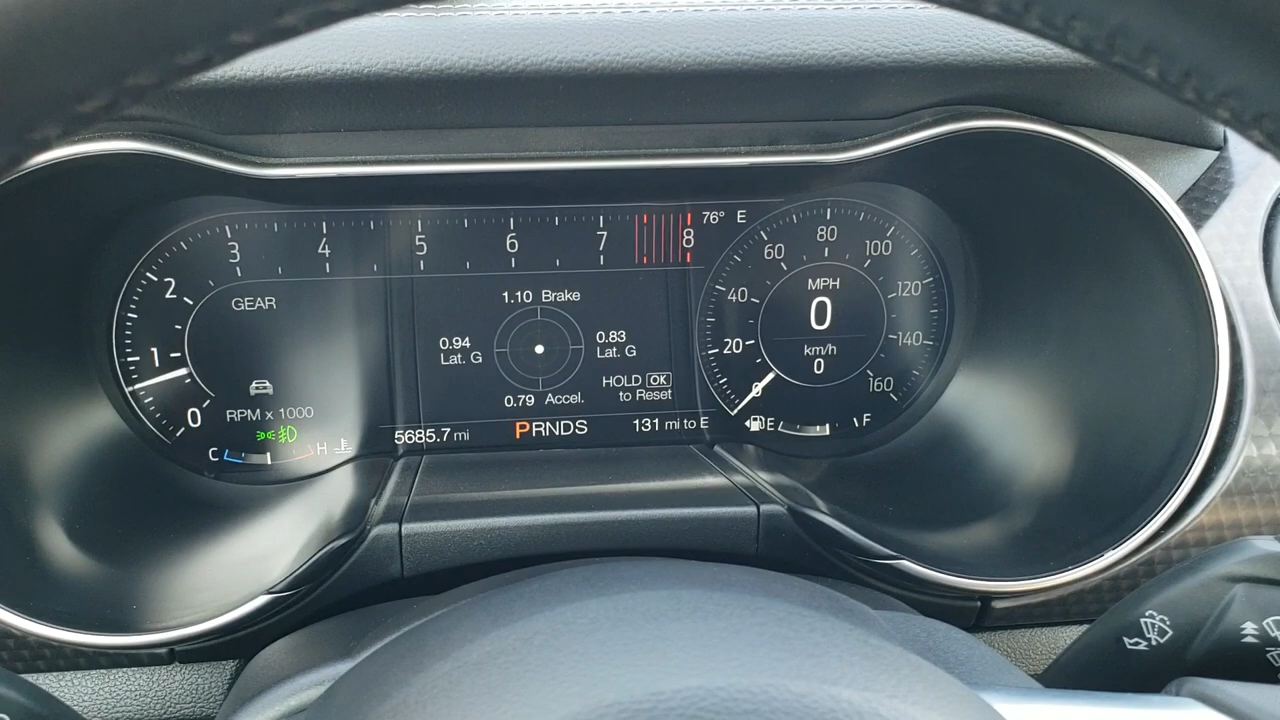 3 4 5 6 7 8
76° E
2
1
0
GEAR
RPM x 1000
C H
1.10 Brake
0.94
Lat. G
0.83
Lat. G
0.79 Accel.
HOLD OK
to Reset
5685.7 mi
PRNDS
131 mi to E
0 20 40 60 80 100 120 140 160
MPH
0
km/h
0
E F